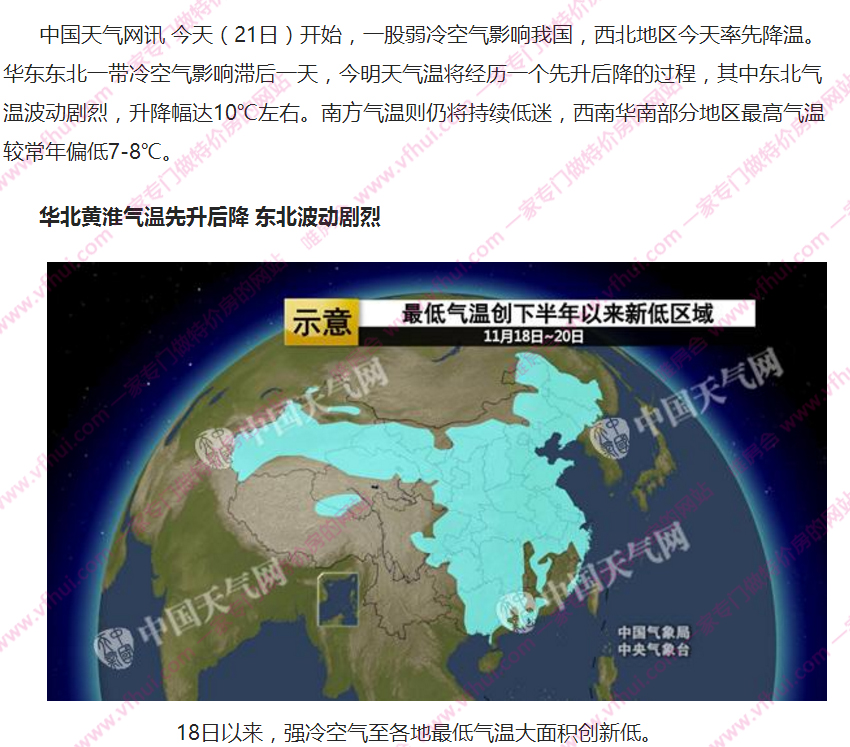 中国天气网讯 今天（21日）开始，一股弱冷空气影响我国，西北地区今天率先降温。
华东东北一带冷空气影响滞后一天，今明天气温将经历一个先升后降的过程，其中东北气
温波动剧烈，升降幅达10℃左右。南方气温则仍将持续低迷，西南华南部分地区最高气温
较常年偏低7-8℃。
华北黄淮气温先升后降 东北波动剧烈
示意
最低气温创下半年以来新低区域
11月18日~20日
中国天气网
中国天气网
中国天气网
中国天气网
中国气象局
中央气象台
18日以来，强冷空气至各地最低气温大面积创新低。
www.vfhui.com 一家专门做特价房的网站